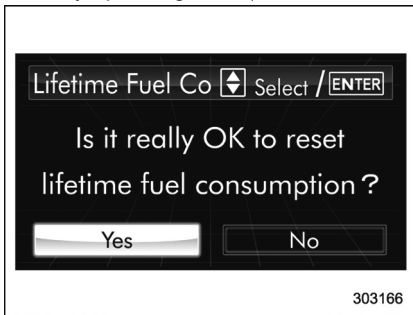 Lifetime Fuel Co Select / ENTER
Is it really OK to reset
lifetime fuel consumption ?
Yes No
303166